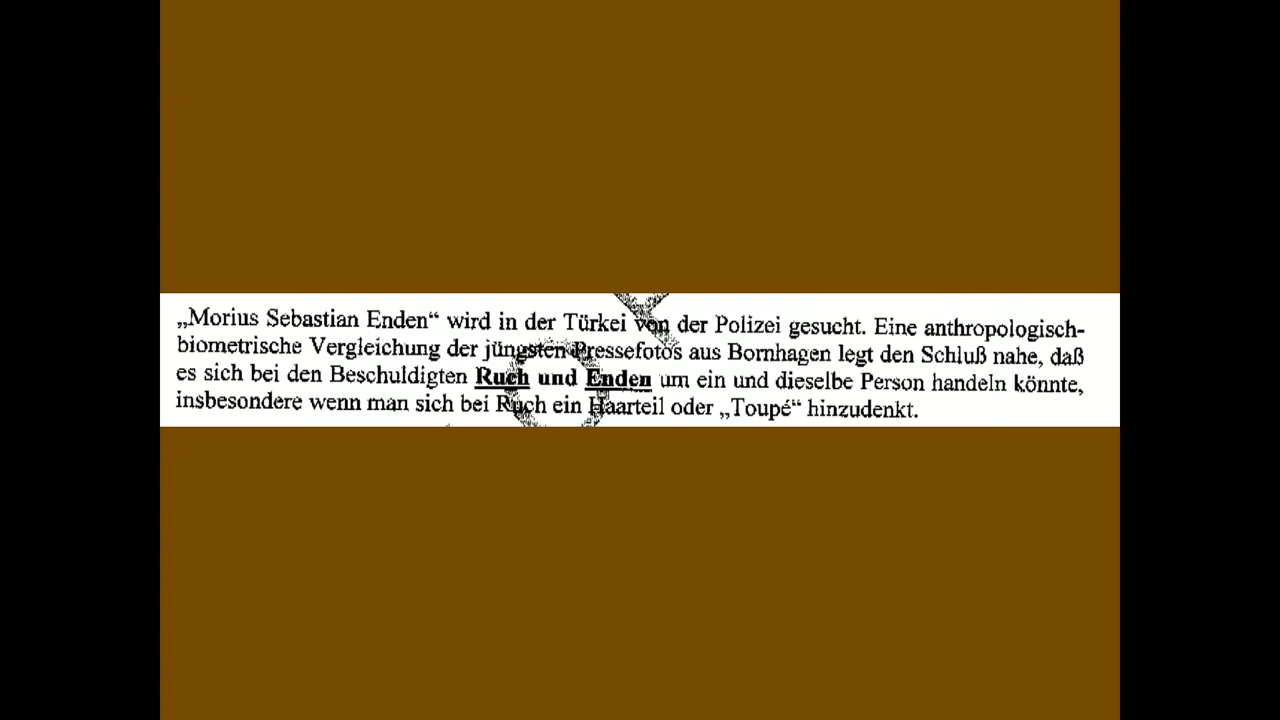 „Morius Sebastian Enden“ wird in der Türkei von der Polizei gesucht. Eine anthropologisch-
biometrische Vergleichung der jüngsten Pressefotos aus Bornhagen legt den Schluß nahe, daß
es sich bei den Beschuldigten Ruch und Enden um ein und dieselbe Person handeln könnte,
insbesondere wenn man sich bei Ruch ein Haarteil oder „Toupé“ hinzudenkt.